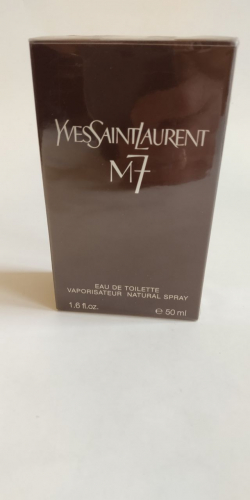 YVESSAINTLAURENT
M7
EAU DE TOILETTE
VAPORISATEUR NATURAL SPRAY
1.6 fl.oz. ℮ 50 ml